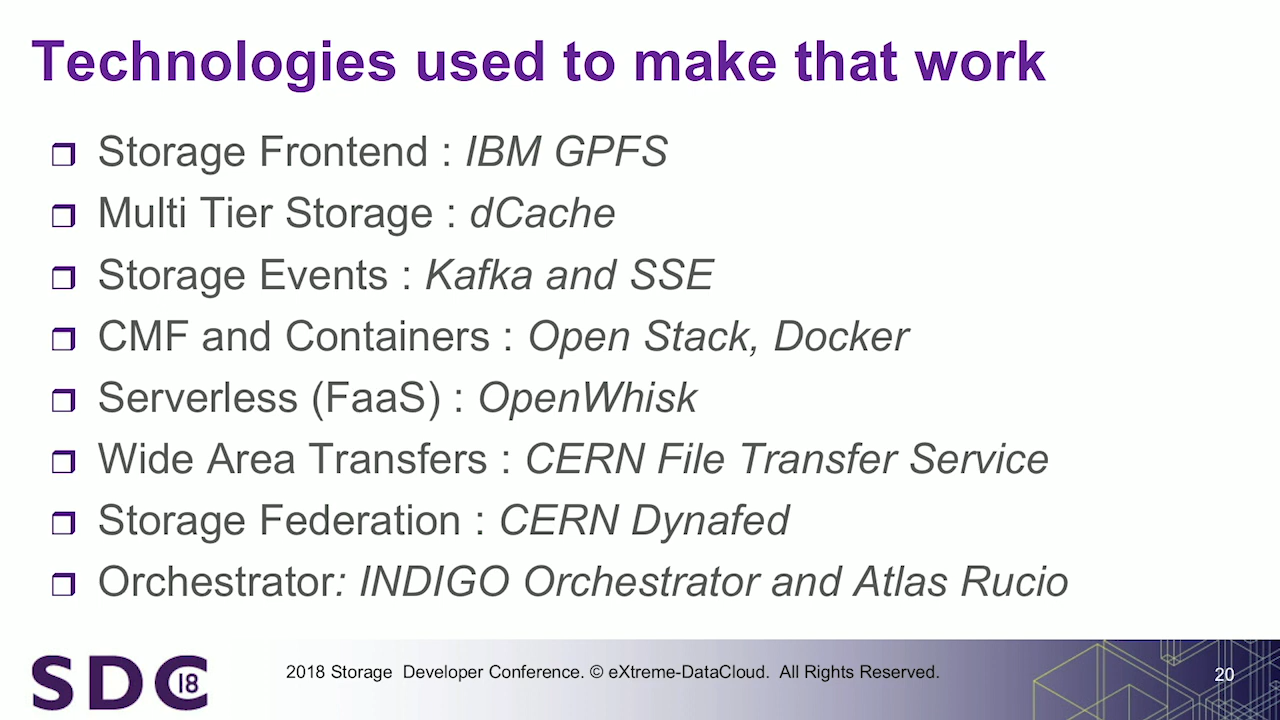 Technologies used to make that work
❒ Storage Frontend : IBM GPFS
❒ Multi Tier Storage : dCache
❒ Storage Events : Kafka and SSE
❒ CMF and Containers : Open Stack, Docker
❒ Serverless (FaaS) : OpenWhisk
❒ Wide Area Transfers : CERN File Transfer Service
❒ Storage Federation : CERN Dynafed
❒ Orchestrator: INDIGO Orchestrator and Atlas Rucio
SDC 18
2018 Storage Developer Conference. © eXtreme-DataCloud. All Rights Reserved.
20